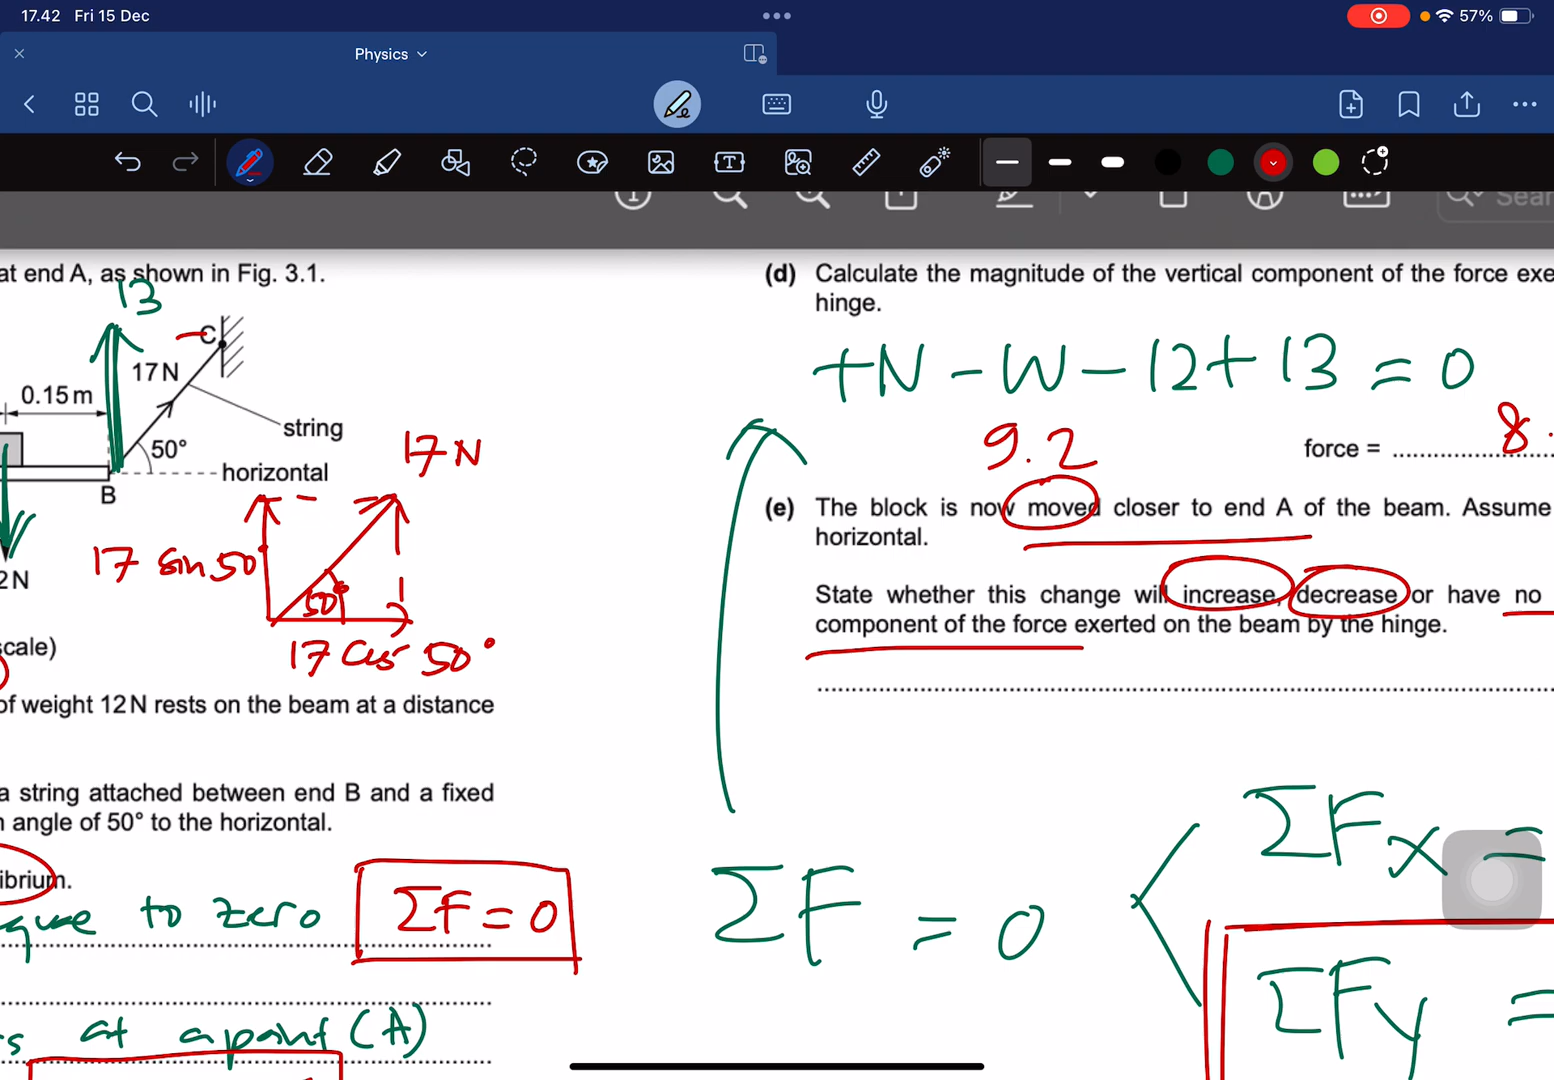 17.42 Fri 15 Dec
57%
Physics
at end A, as shown in Fig. 3.1.
13
C
17 N
0.15 m
string
50°
horizontal
B
2 N
17 N
17 sin 50
50°
17 cos 50°
scale)
of weight 12 N rests on the beam at a distance
a string attached between end B and a fixed
angle of 50° to the horizontal.
ibrium.
que to zero
ΣF = 0
s at a point (A)
(d) Calculate the magnitude of the vertical component of the force exe
hinge.
+N - W - 12 + 13 = 0
9.2
force = 8.
(e) The block is now moved closer to end A of the beam. Assume
horizontal.
State whether this change will increase, decrease or have no
component of the force exerted on the beam by the hinge.
ΣF = 0
ΣFx =
ΣFy =